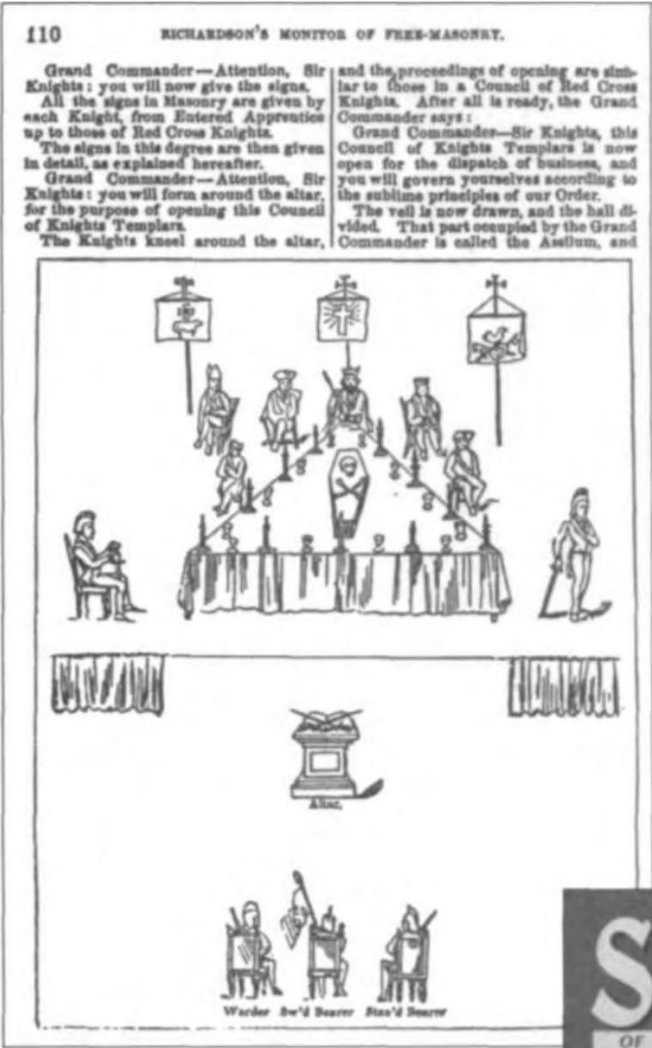 110
RICHARDSON'S MONITOR OF FREE-MASONRY.
Grand Commander—Attention, Sir
Knights: you will now give the signs.
All the signs in Masonry are given by
each Knight, from Entered Apprentice
up to those of Red Cross Knights.
The signs in this degree are then given
in detail, as explained hereafter.
Grand Commander—Attention, Sir
Knights: you will form around the altar,
for the purpose of opening this Council
of Knights Templars.
The Knights kneel around the altar,
and the proceedings of opening are simi-
lar to those in a Council of Red Cross
Knights. After all is ready, the Grand
Commander says:
Grand Commander—Sir Knights, this
Council of Knights Templars is now
open for the dispatch of business, and
you will govern yourselves according to
the sublime principles of our Order.
The veil is now drawn, and the hall di-
vided. That part occupied by the Grand
Commander is called the Assilum, and
Altar.
Warder Sw'd Bearer Stan'd Bearer
S
OF